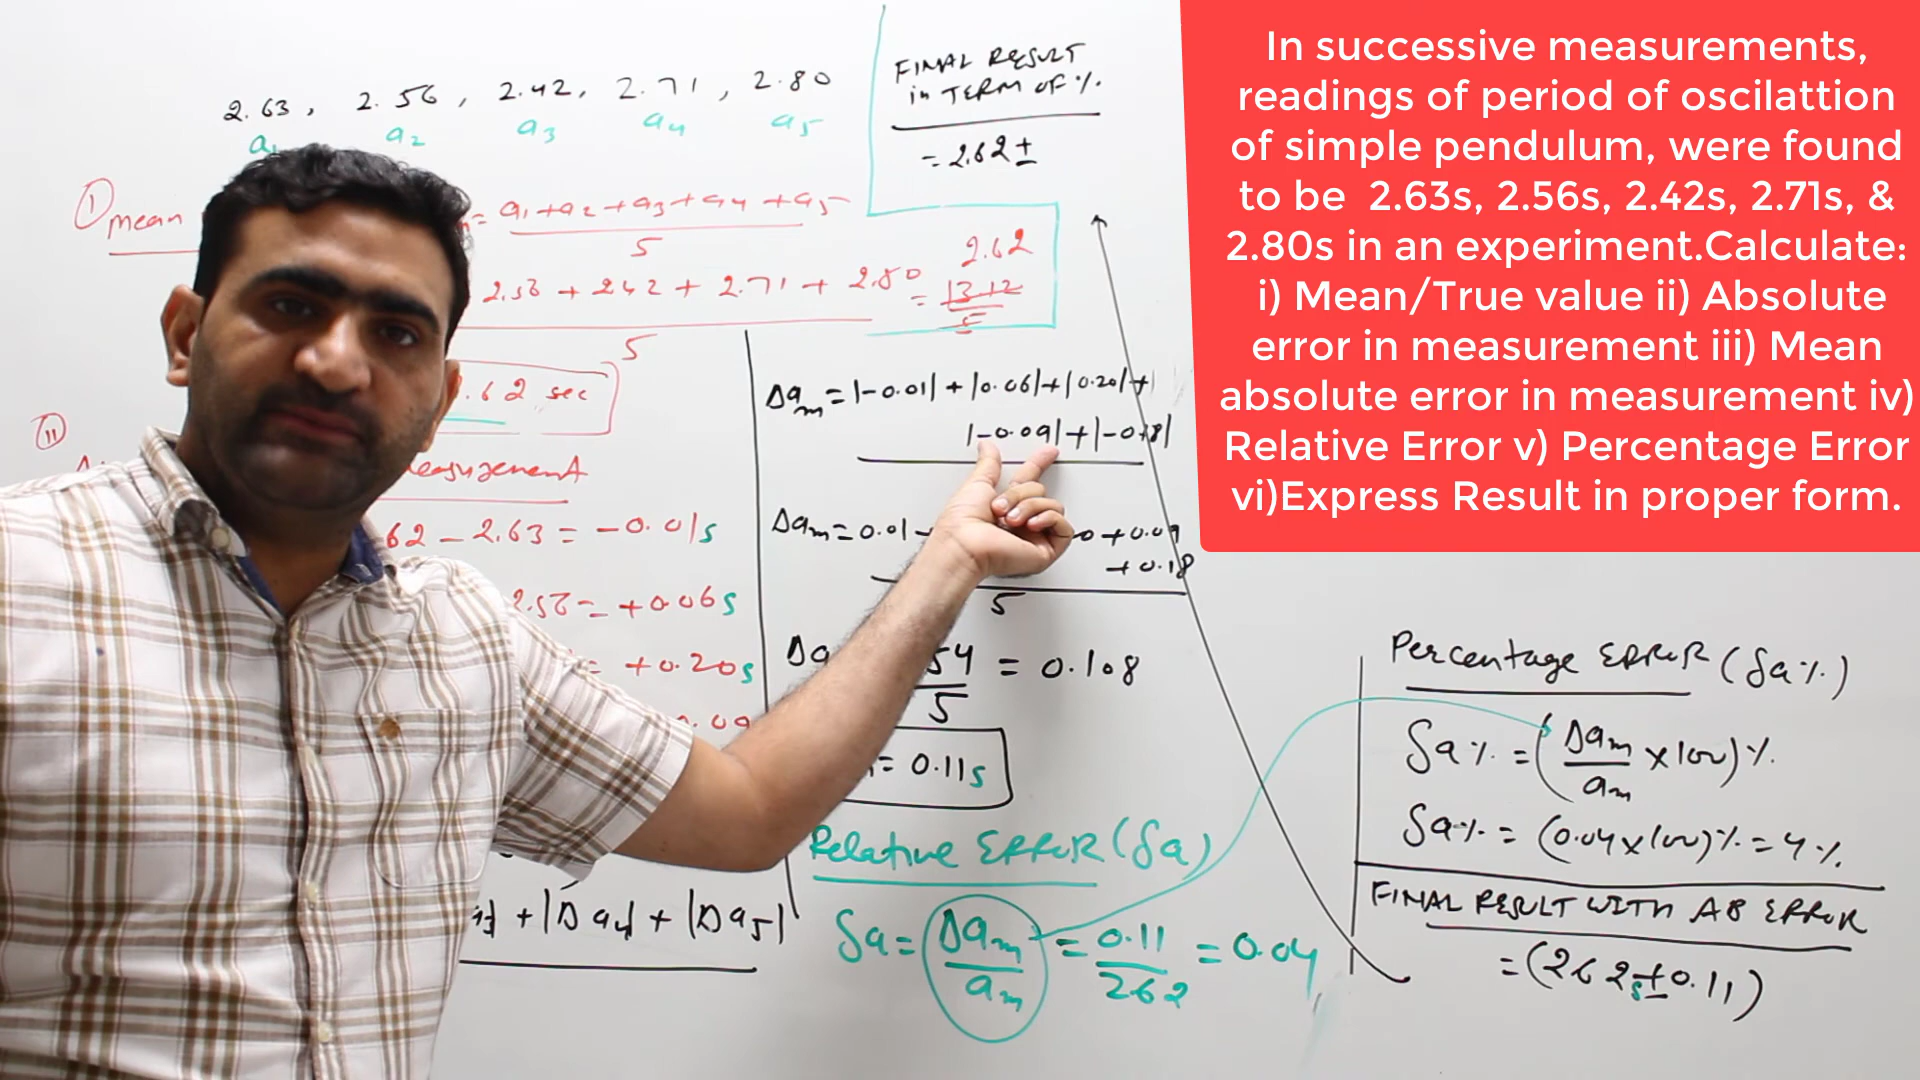 2.63, 2.56, 2.42, 2.71, 2.80
a2 a3 a4 a5
FINAL RESULT
in TERM OF %.
= 2.62 ±
I
mean = a1+a2+a3+a4+a5
5
2.56 + 2.42 + 2.71 + 2.80
5
2.62
= 13.12
5
.62 sec
II
62 - 2.63 = -0.01s
2.56 = +0.06s
= +0.20s
0.09
+ |Δa4| + |Δa5|
Δam = |-0.01| + |0.06| + |0.20| +
|-0.09| + |-0.18|
Δam = 0.01 + 0.09
+ 0.18
5
Δa 54 = 0.108
5
= 0.11s
Relative ERROR (δa)
δa = Δam = 0.11 = 0.04
am 2.62
Percentage ERROR (δa%)
δa% = (Δam × 100)%.
am
δa% = (0.04×100)% = 4%.
FINAL RESULT WITH AB ERROR
= (2.62s ± 0.11)
In successive measurements,
readings of period of oscilattion
of simple pendulum, were found
to be 2.63s, 2.56s, 2.42s, 2.71s, &
2.80s in an experiment.Calculate:
i) Mean/True value ii) Absolute
error in measurement iii) Mean
absolute error in measurement iv)
Relative Error v) Percentage Error
vi)Express Result in proper form.